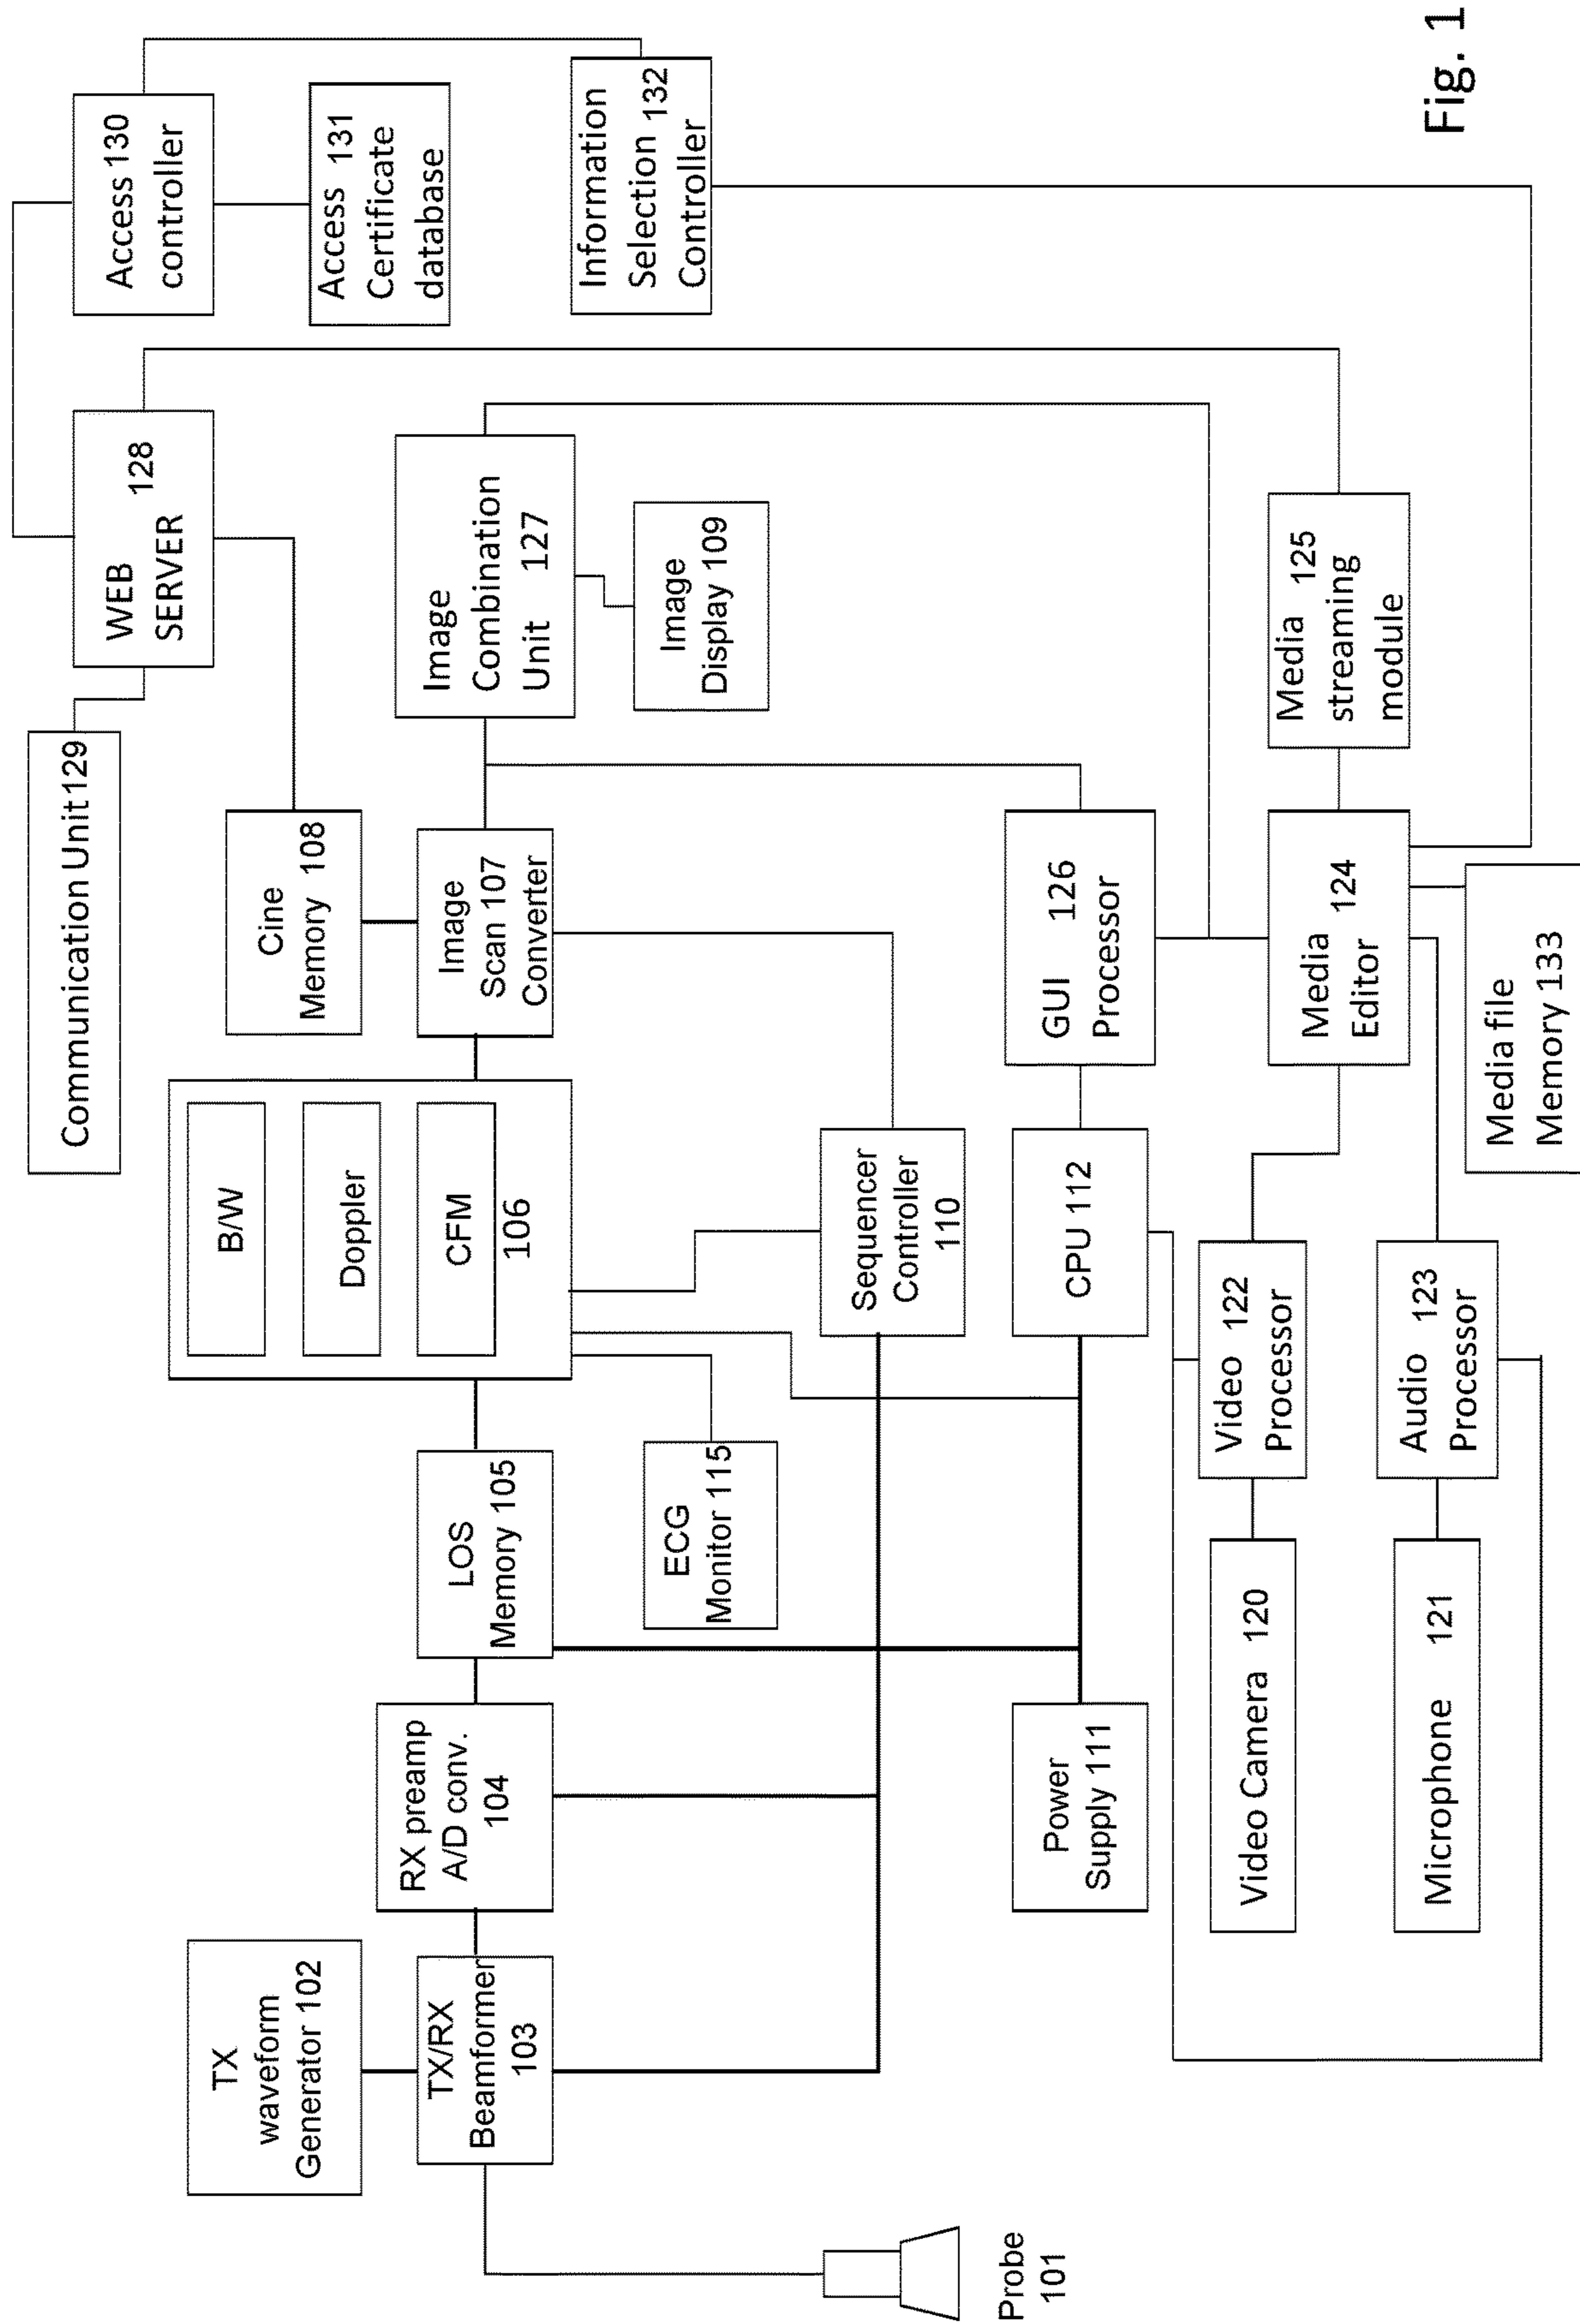 Communication Unit 129
WEB 128
SERVER
Access 130
controller
Access 131
Certificate
database
Information
Selection 132
Controller
TX
waveform
Generator 102
B/W
Doppler
CFM
106
Cine
Memory 108
Image
Combination
Unit 127
TX/RX
Beamformer
103
RX preamp
A/D conv.
104
LOS
Memory 105
Image
Scan 107
Converter
Image
Display 109
ECG
Monitor 115
Sequencer
Controller
110
Probe
101
Power
Supply 111
CPU 112
GUI 126
Processor
Video Camera 120
Video 122
Processor
Media 124
Editor
Media 125
streaming
module
Microphone 121
Audio 123
Processor
Media file
Memory 133
Fig. 1